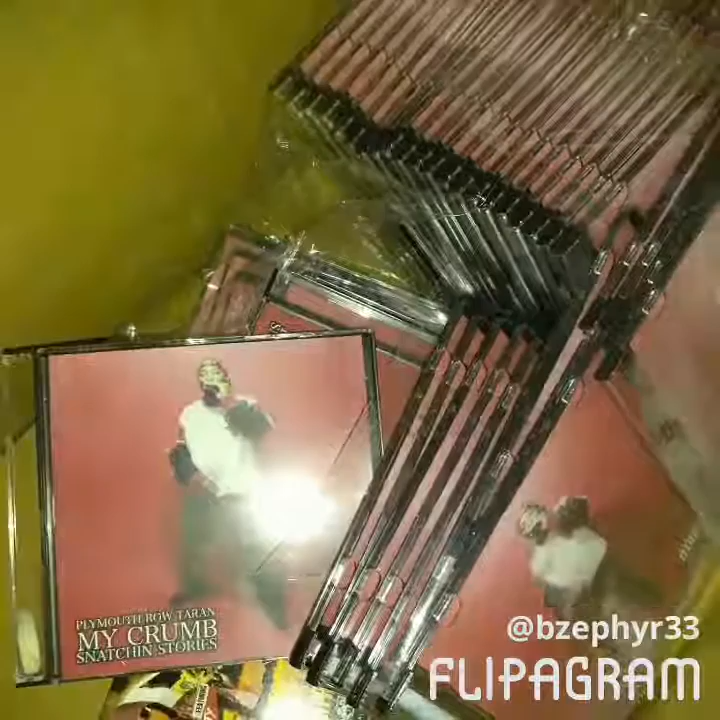 PLYMOUTH ROW TARAN
MY CRUMB
SNATCHIN STORIES
@bzephyr33
FLIPAGRAM